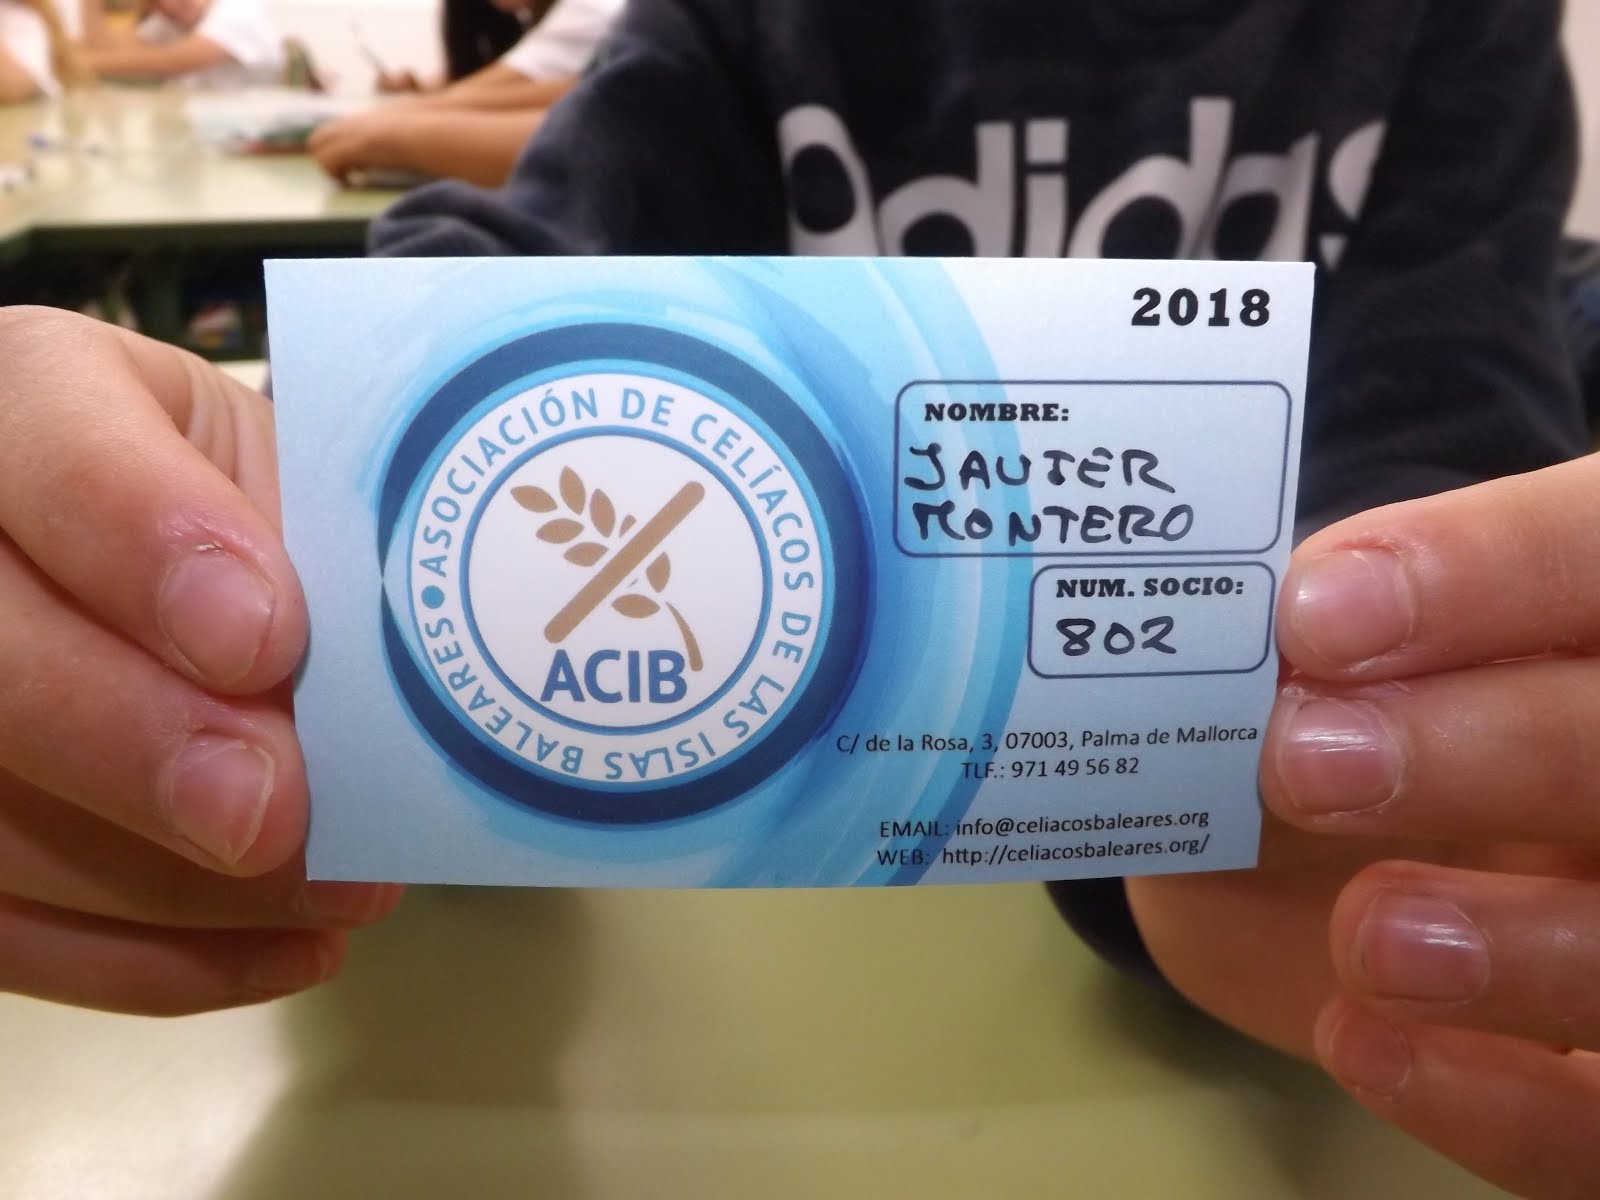 adidas
2018
ASOCIACIÓN DE CELÍACOS DE LAS ISLAS BALEARES
ACIB
NOMBRE:
JAVIER
MONTERO
NUM. SOCIO:
802
C/ de la Rosa, 3, 07003, Palma de Mallorca
TLF.: 971 49 56 82
EMAIL: info@celiacosbaleares.org
WEB: http://celiacosbaleares.org/